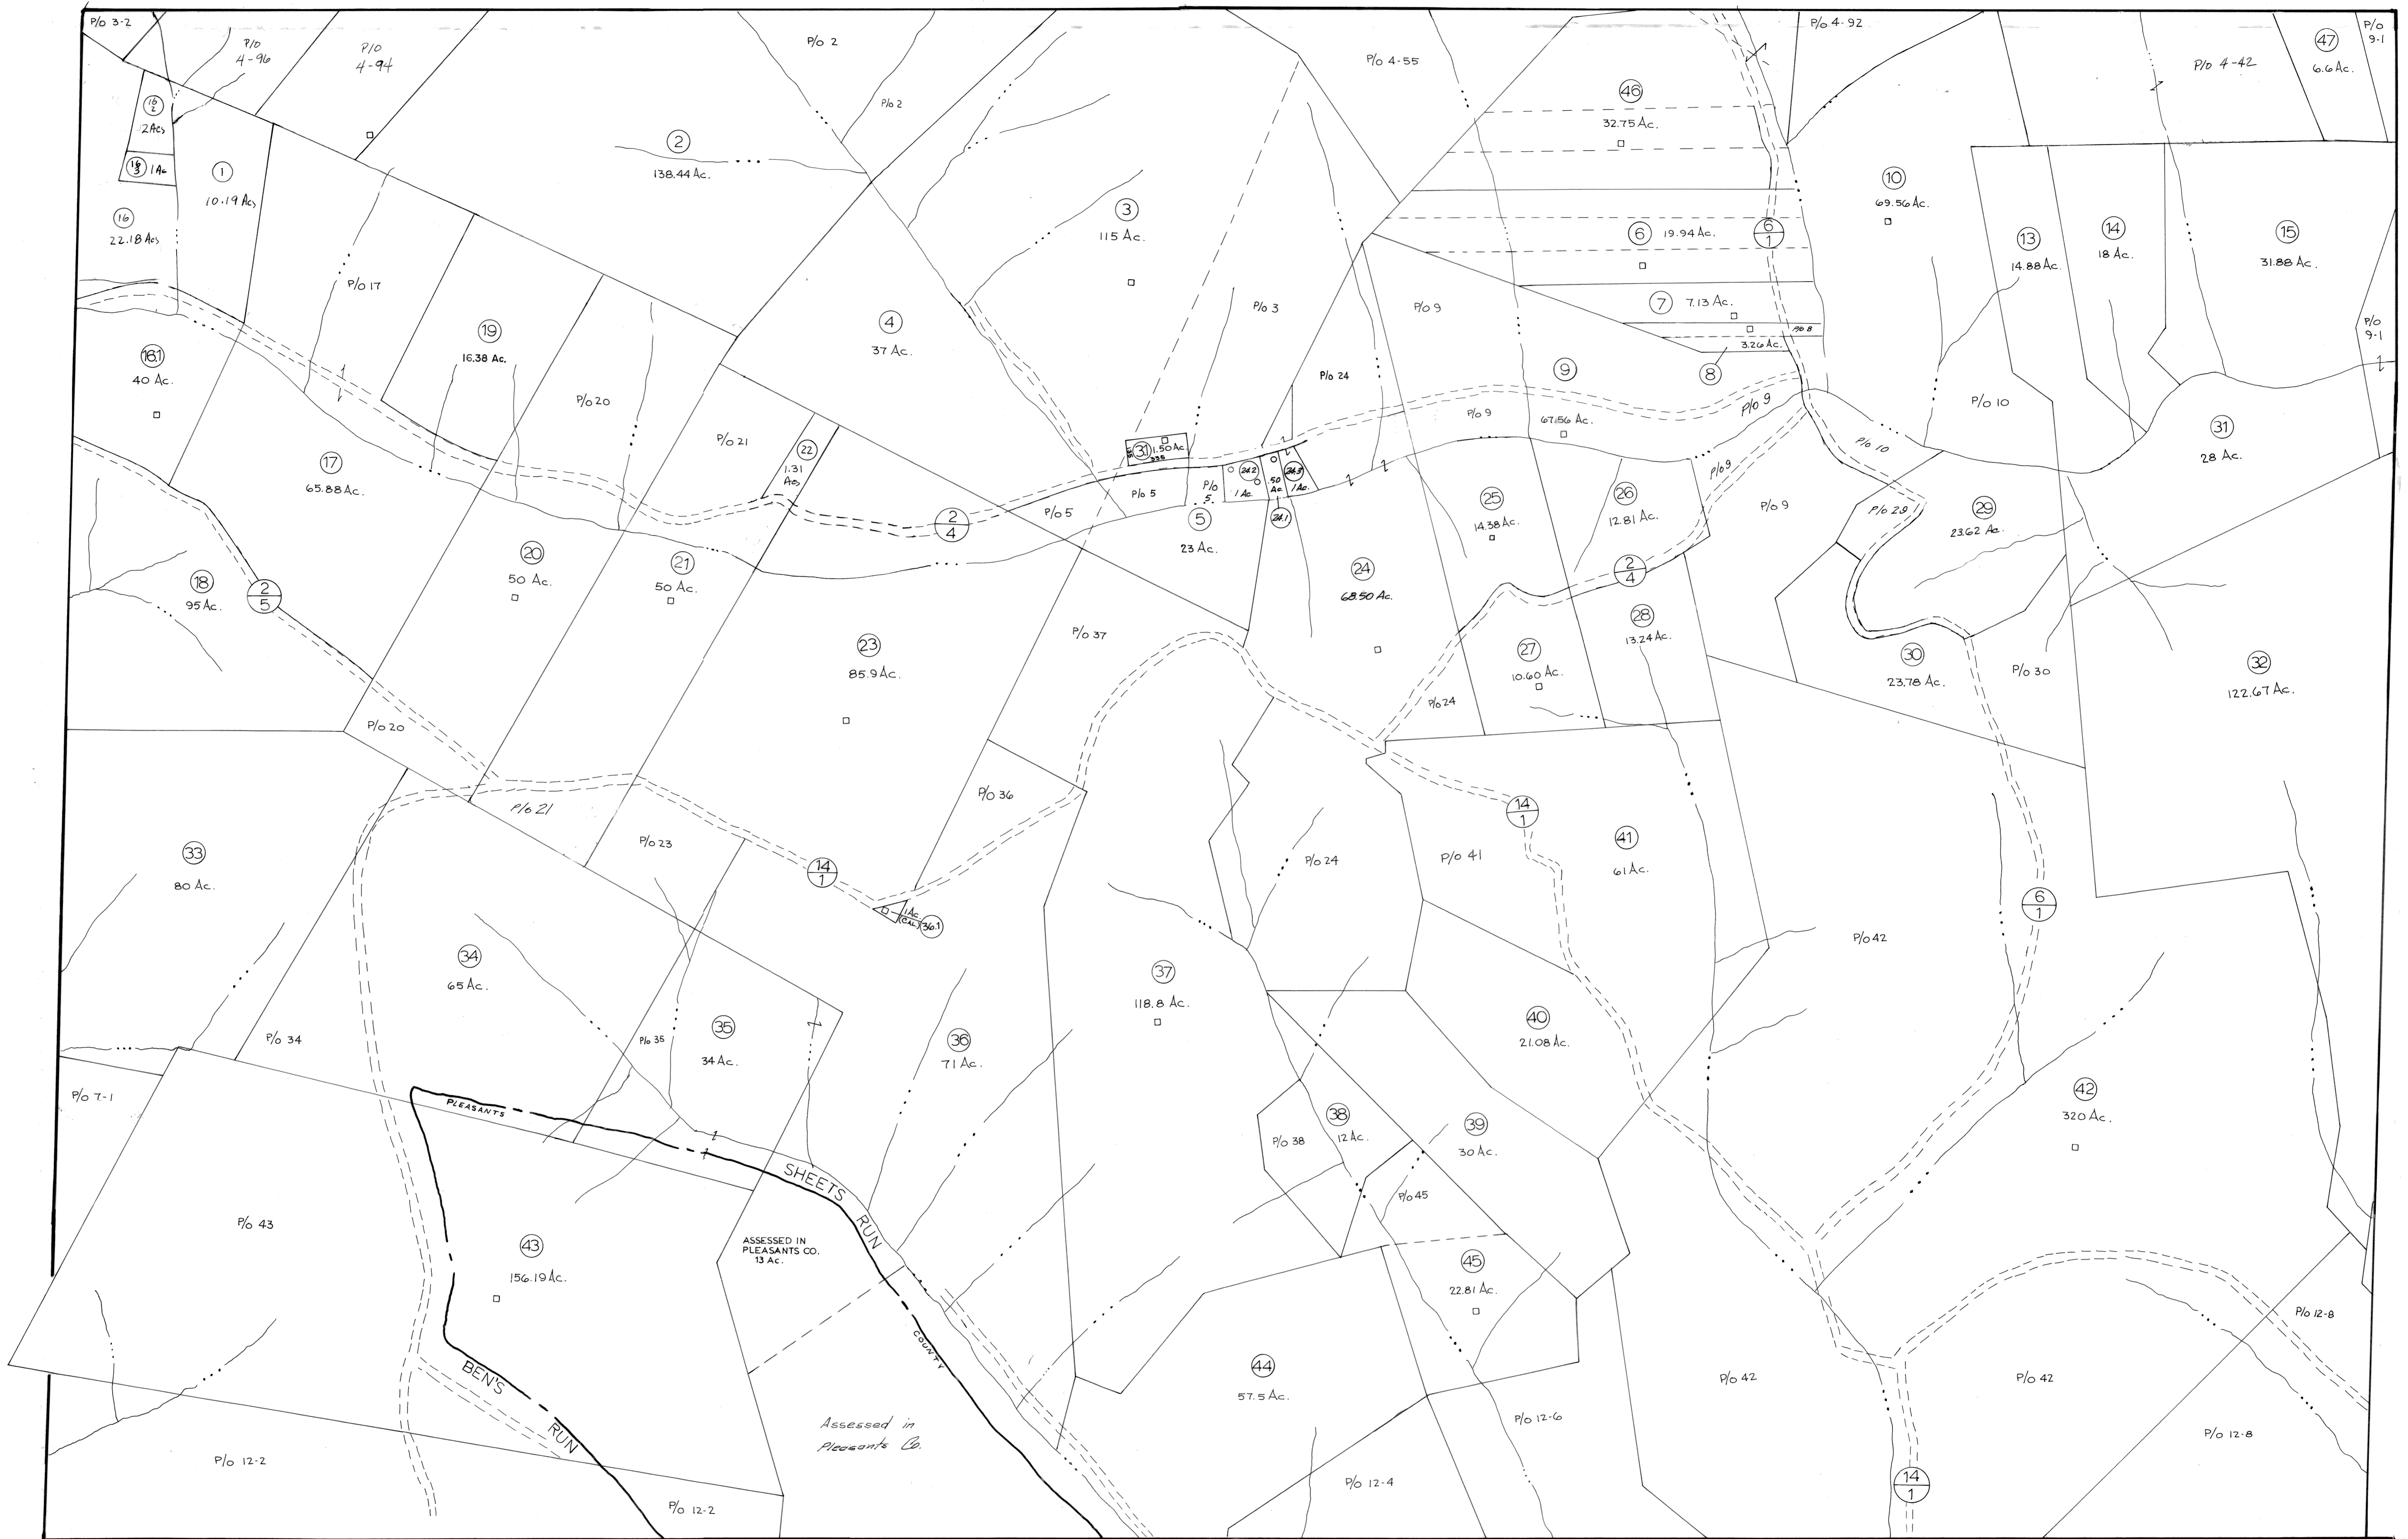 P/o 3-2
P/o
4-96
P/o
4-94
P/o 2
P/o 2
P/o 4-55
P/o 4-92
P/o 4-42
47
6.6 Ac.
P/o
9-1
16
2
2 Acs
16
3
1 Ac
1
10.19 Acs
16
22.18 Acs
2
138.44 Ac.
3
115 Ac.
46
32.75 Ac.
6
19.94 Ac.
6
1
7
7.13 Ac.
P/o 8
3.26 Ac.
8
10
69.56 Ac.
13
14.88 Ac.
14
18 Ac.
15
31.88 Ac.
P/o
9-1
P/o 17
P/o 3
P/o 9
16.1
40 Ac.
19
16.38 Ac.
4
37 Ac.
P/o 24
9
67.56 Ac.
P/o 9
P/o 9
P/o 10
P/o 10
31
28 Ac.
P/o 20
P/o 21
22
1.31
Acs
3.1
1.50 Ac
17
65.88 Ac.
P/o 5
P/o
5.
24.2
1 Ac.
.50
Ac
24.3
1 Ac.
24.1
P/o 5
5
23 Ac.
2
4
25
14.38 Ac.
26
12.81 Ac.
P/o 9
P/o 9
P/o 29
29
23.62 Ac.
18
95 Ac.
2
5
20
50 Ac.
21
50 Ac.
24
68.50 Ac.
2
4
28
13.24 Ac.
23
85.9 Ac.
P/o 37
27
10.60 Ac.
P/o 24
30
23.78 Ac.
P/o 30
32
122.67 Ac.
P/o 20
P/o 21
P/o 36
P/o 23
14
1
1 Ac
(CAL)
36.1
33
80 Ac.
14
1
41
61 Ac.
P/o 24
P/o 41
6
1
P/o 42
34
65 Ac.
P/o 34
35
34 Ac.
P/o 35
36
71 Ac.
37
118.8 Ac.
40
21.08 Ac.
42
320 Ac.
P/o 7-1
PLEASANTS
P/o 38
38
12 Ac.
39
30 Ac.
P/o 45
SHEETS
RUN
P/o 43
43
156.19 Ac.
ASSESSED IN
PLEASANTS CO.
13 Ac.
45
22.81 Ac.
COUNTY
BEN'S
RUN
44
57.5 Ac.
P/o 42
P/o 42
P/o 12-8
Assessed in
Pleasants Co.
P/o 12-6
P/o 12-8
P/o 12-2
P/o 12-2
P/o 12-4
14
1